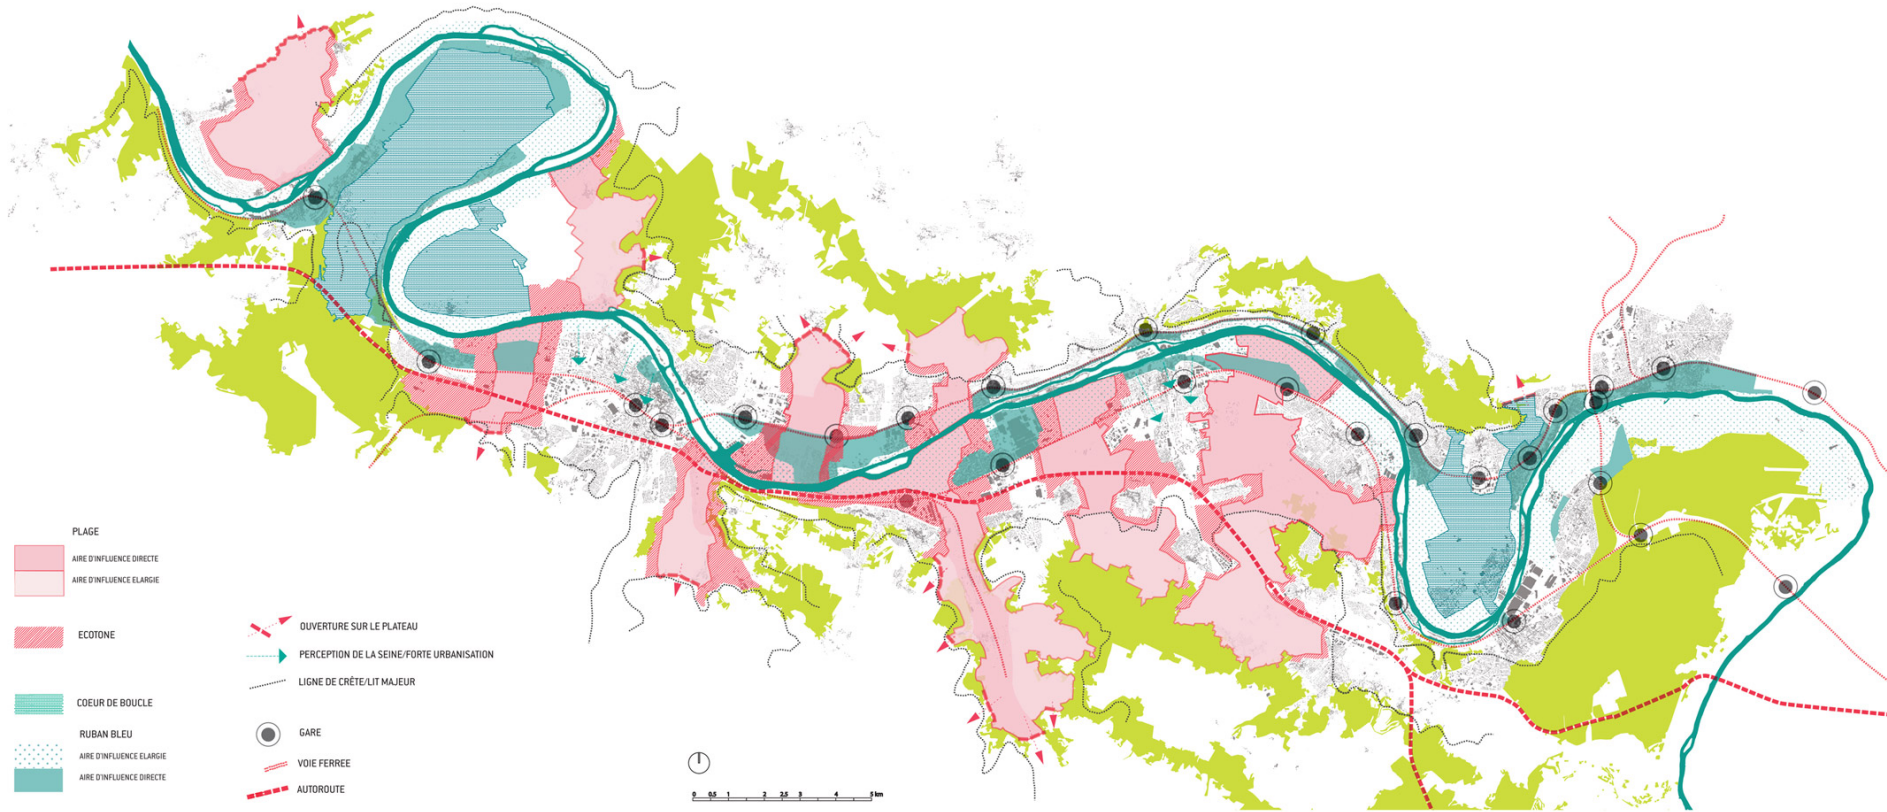 PLAGE
AIRE D'INFLUENCE DIRECTE
AIRE D'INFLUENCE ELARGIE
ECOTONE
COEUR DE BOUCLE
RUBAN BLEU
AIRE D'INFLUENCE ELARGIE
AIRE D'INFLUENCE DIRECTE
OUVERTURE SUR LE PLATEAU
PERCEPTION DE LA SEINE/FORTE URBANISATION
LIGNE DE CRÊTE/LIT MAJEUR
GARE
VOIE FERREE
AUTOROUTE
0 0.5 1 2 2.5 3 4 5 km